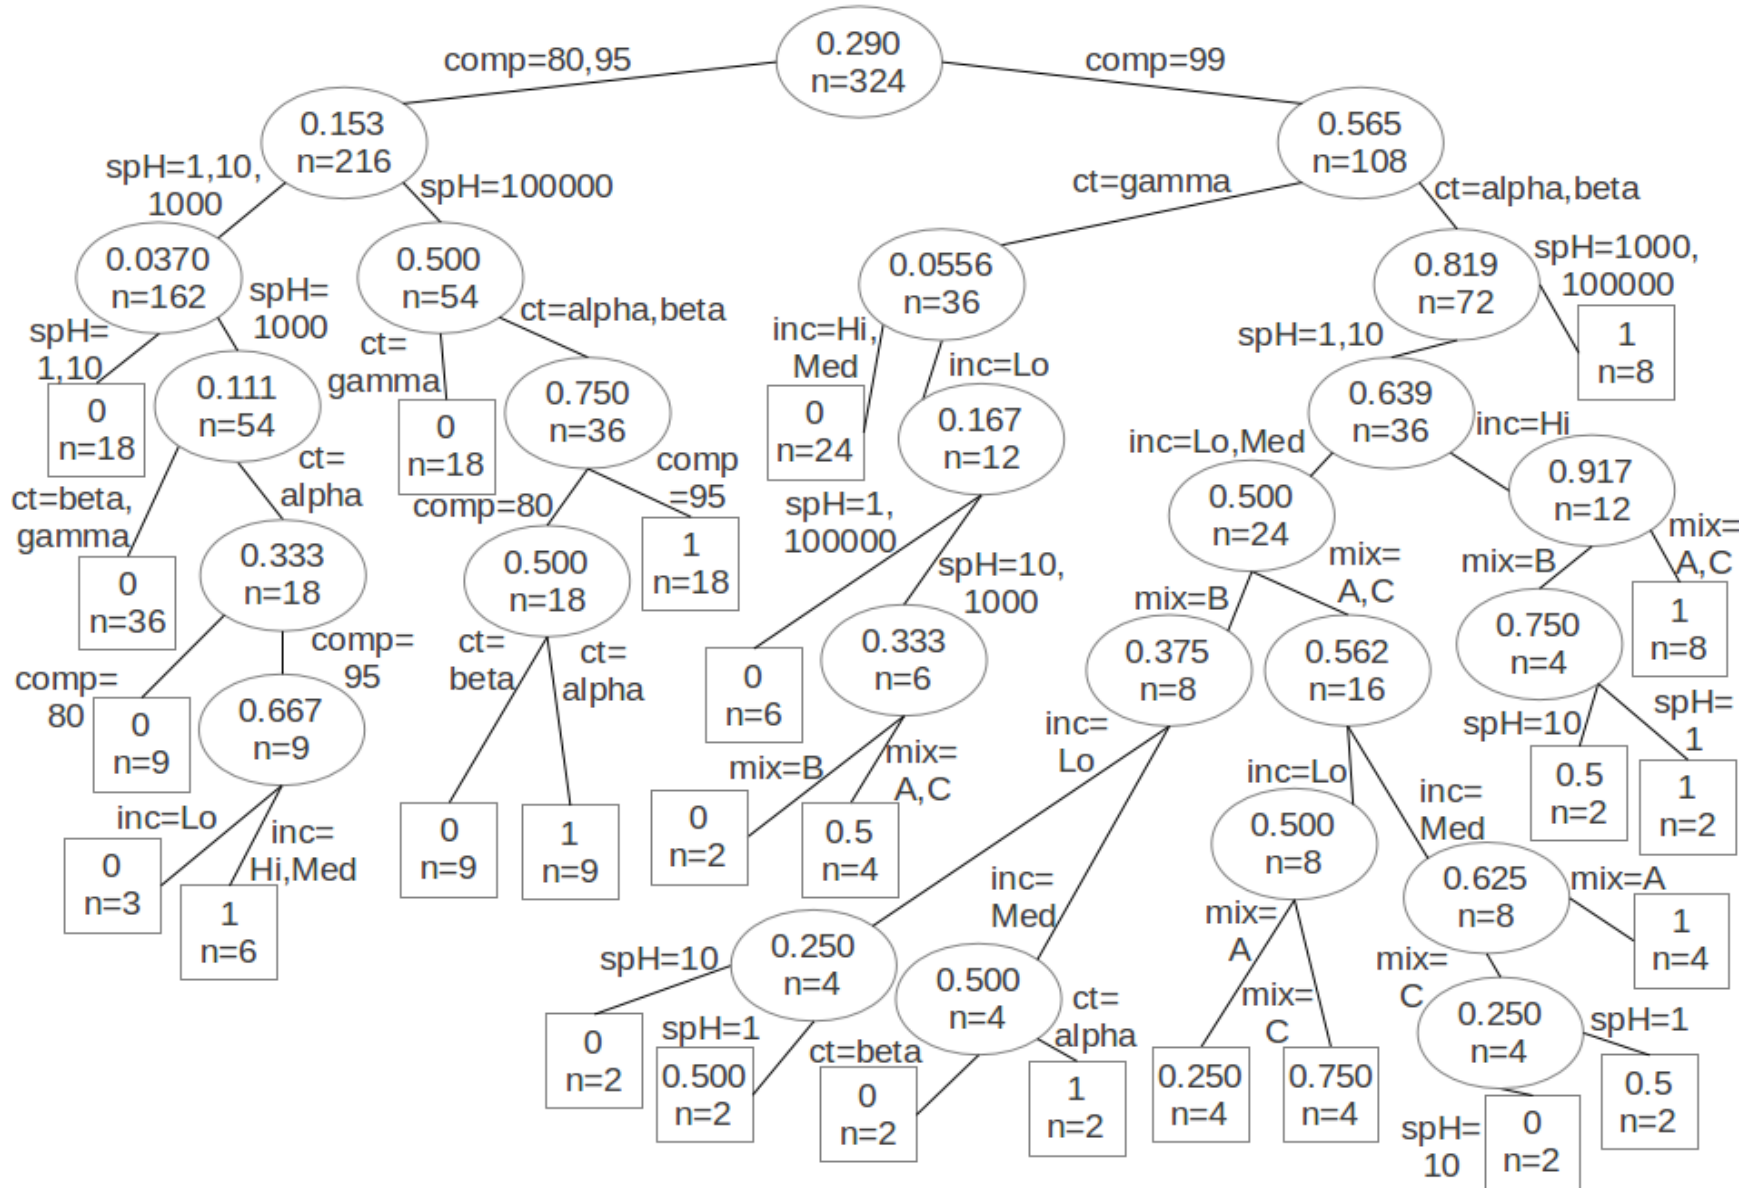 0.290
n=324
comp=80,95
comp=99
0.153
n=216
0.565
n=108
spH=1,10,
1000
spH=100000
ct=gamma
ct=alpha,beta
0.0370
n=162
0.500
n=54
0.0556
n=36
0.819
n=72
spH=1000,
100000
spH=
1,10
spH=
1000
ct=
gamma
ct=alpha,beta
inc=Hi,
Med
inc=Lo
spH=1,10
1
n=8
0
n=18
0.111
n=54
0
n=18
0.750
n=36
0
n=24
0.167
n=12
0.639
n=36
inc=Lo,Med
inc=Hi
ct=beta,
gamma
ct=
alpha
comp=80
comp
=95
spH=1,
100000
spH=10,
1000
0.500
n=24
0.917
n=12
0
n=36
0.333
n=18
0.500
n=18
1
n=18
mix=B
mix=
A,C
mix=B
mix=
A,C
comp=
80
comp=
95
ct=
beta
ct=
alpha
0
n=6
0.333
n=6
0.375
n=8
0.562
n=16
0.750
n=4
1
n=8
0
n=9
0.667
n=9
mix=B
mix=
A,C
inc=
Lo
inc=
Med
inc=Lo
inc=
Med
spH=10
spH=
1
inc=Lo
inc=
Hi,Med
0
n=9
1
n=9
0
n=2
0.5
n=4
0.500
n=8
0.625
n=8
0.5
n=2
1
n=2
0
n=3
1
n=6
spH=10
0.250
n=4
0.500
n=4
mix=
A
mix=
C
mix=A
1
n=4
mix=
C
0.250
n=4
spH=1
spH=1
ct=beta
ct=
alpha
0
n=2
0.500
n=2
0
n=2
1
n=2
0.250
n=4
0.750
n=4
0.5
n=2
spH=
10
0
n=2